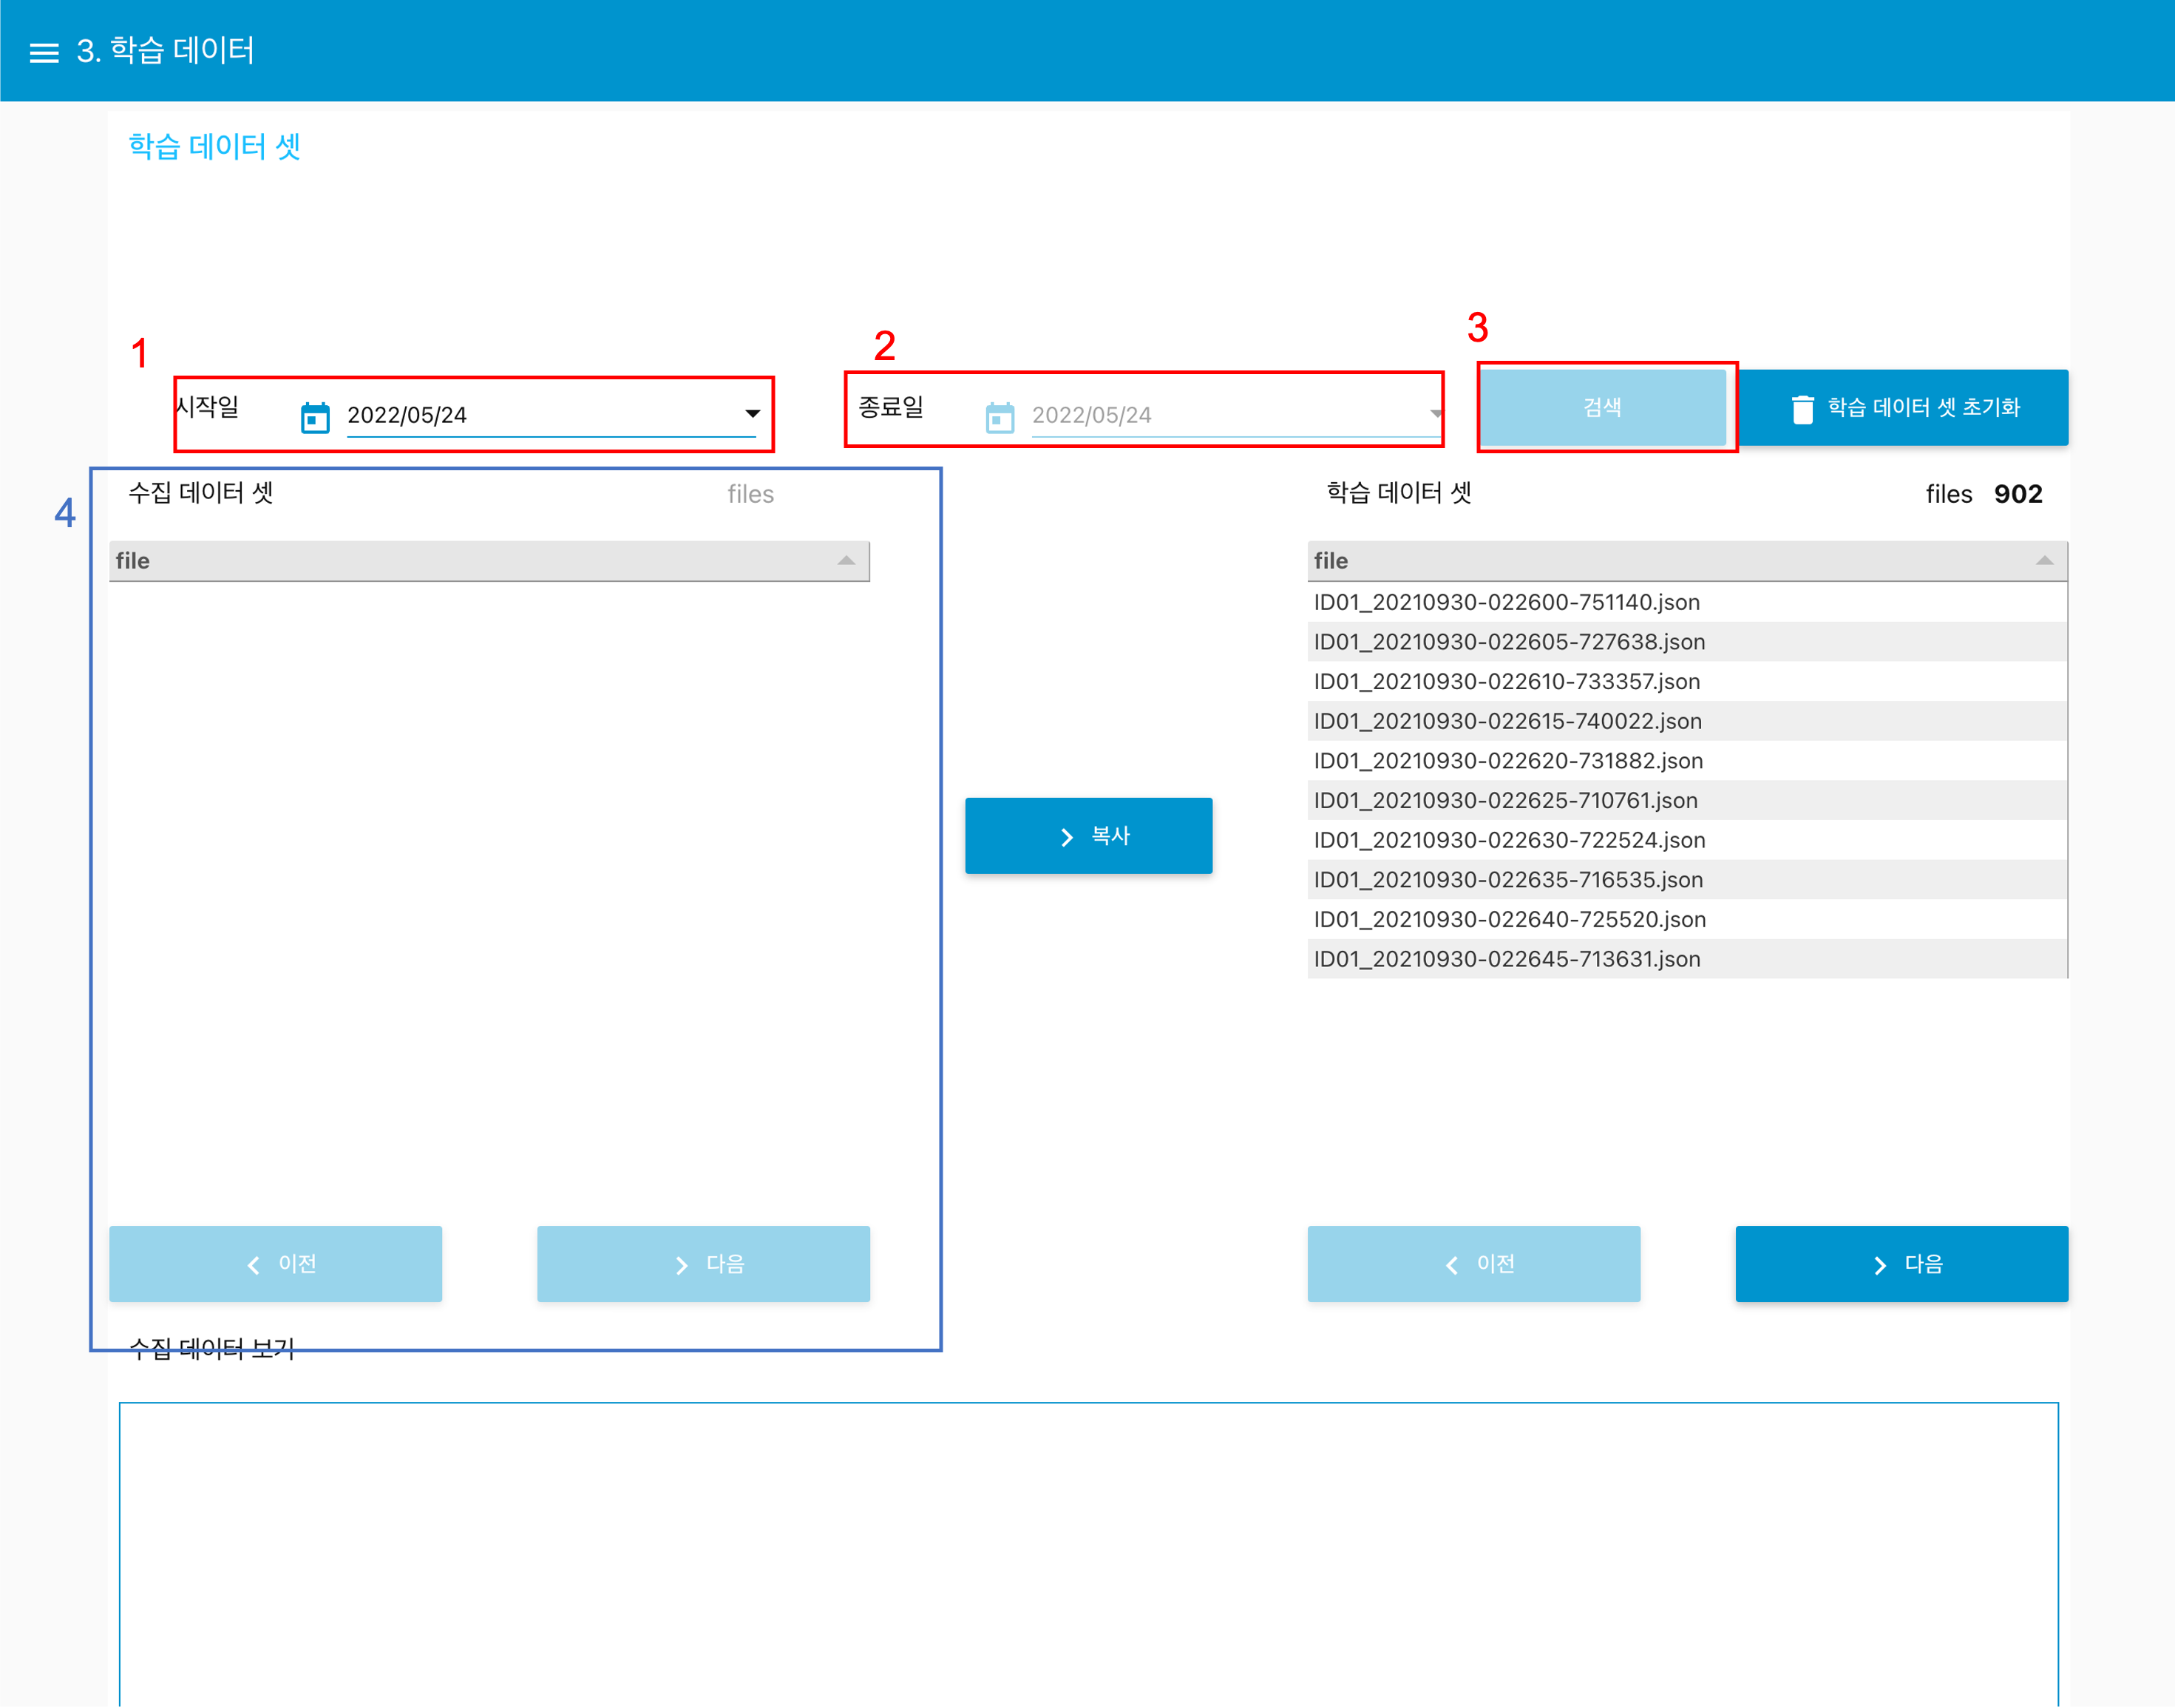 3. 학습 데이터
학습 데이터 셋
1
2
3
시작일
2022/05/24
종료일
2022/05/24
검색
학습 데이터 셋 초기화
4
수집 데이터 셋
files
file
이전
다음
복사
학습 데이터 셋
files 902
file
ID01_20210930-022600-751140.json
ID01_20210930-022605-727638.json
ID01_20210930-022610-733357.json
ID01_20210930-022615-740022.json
ID01_20210930-022620-731882.json
ID01_20210930-022625-710761.json
ID01_20210930-022630-722524.json
ID01_20210930-022635-716535.json
ID01_20210930-022640-725520.json
ID01_20210930-022645-713631.json
이전
다음
수집 데이터 보기